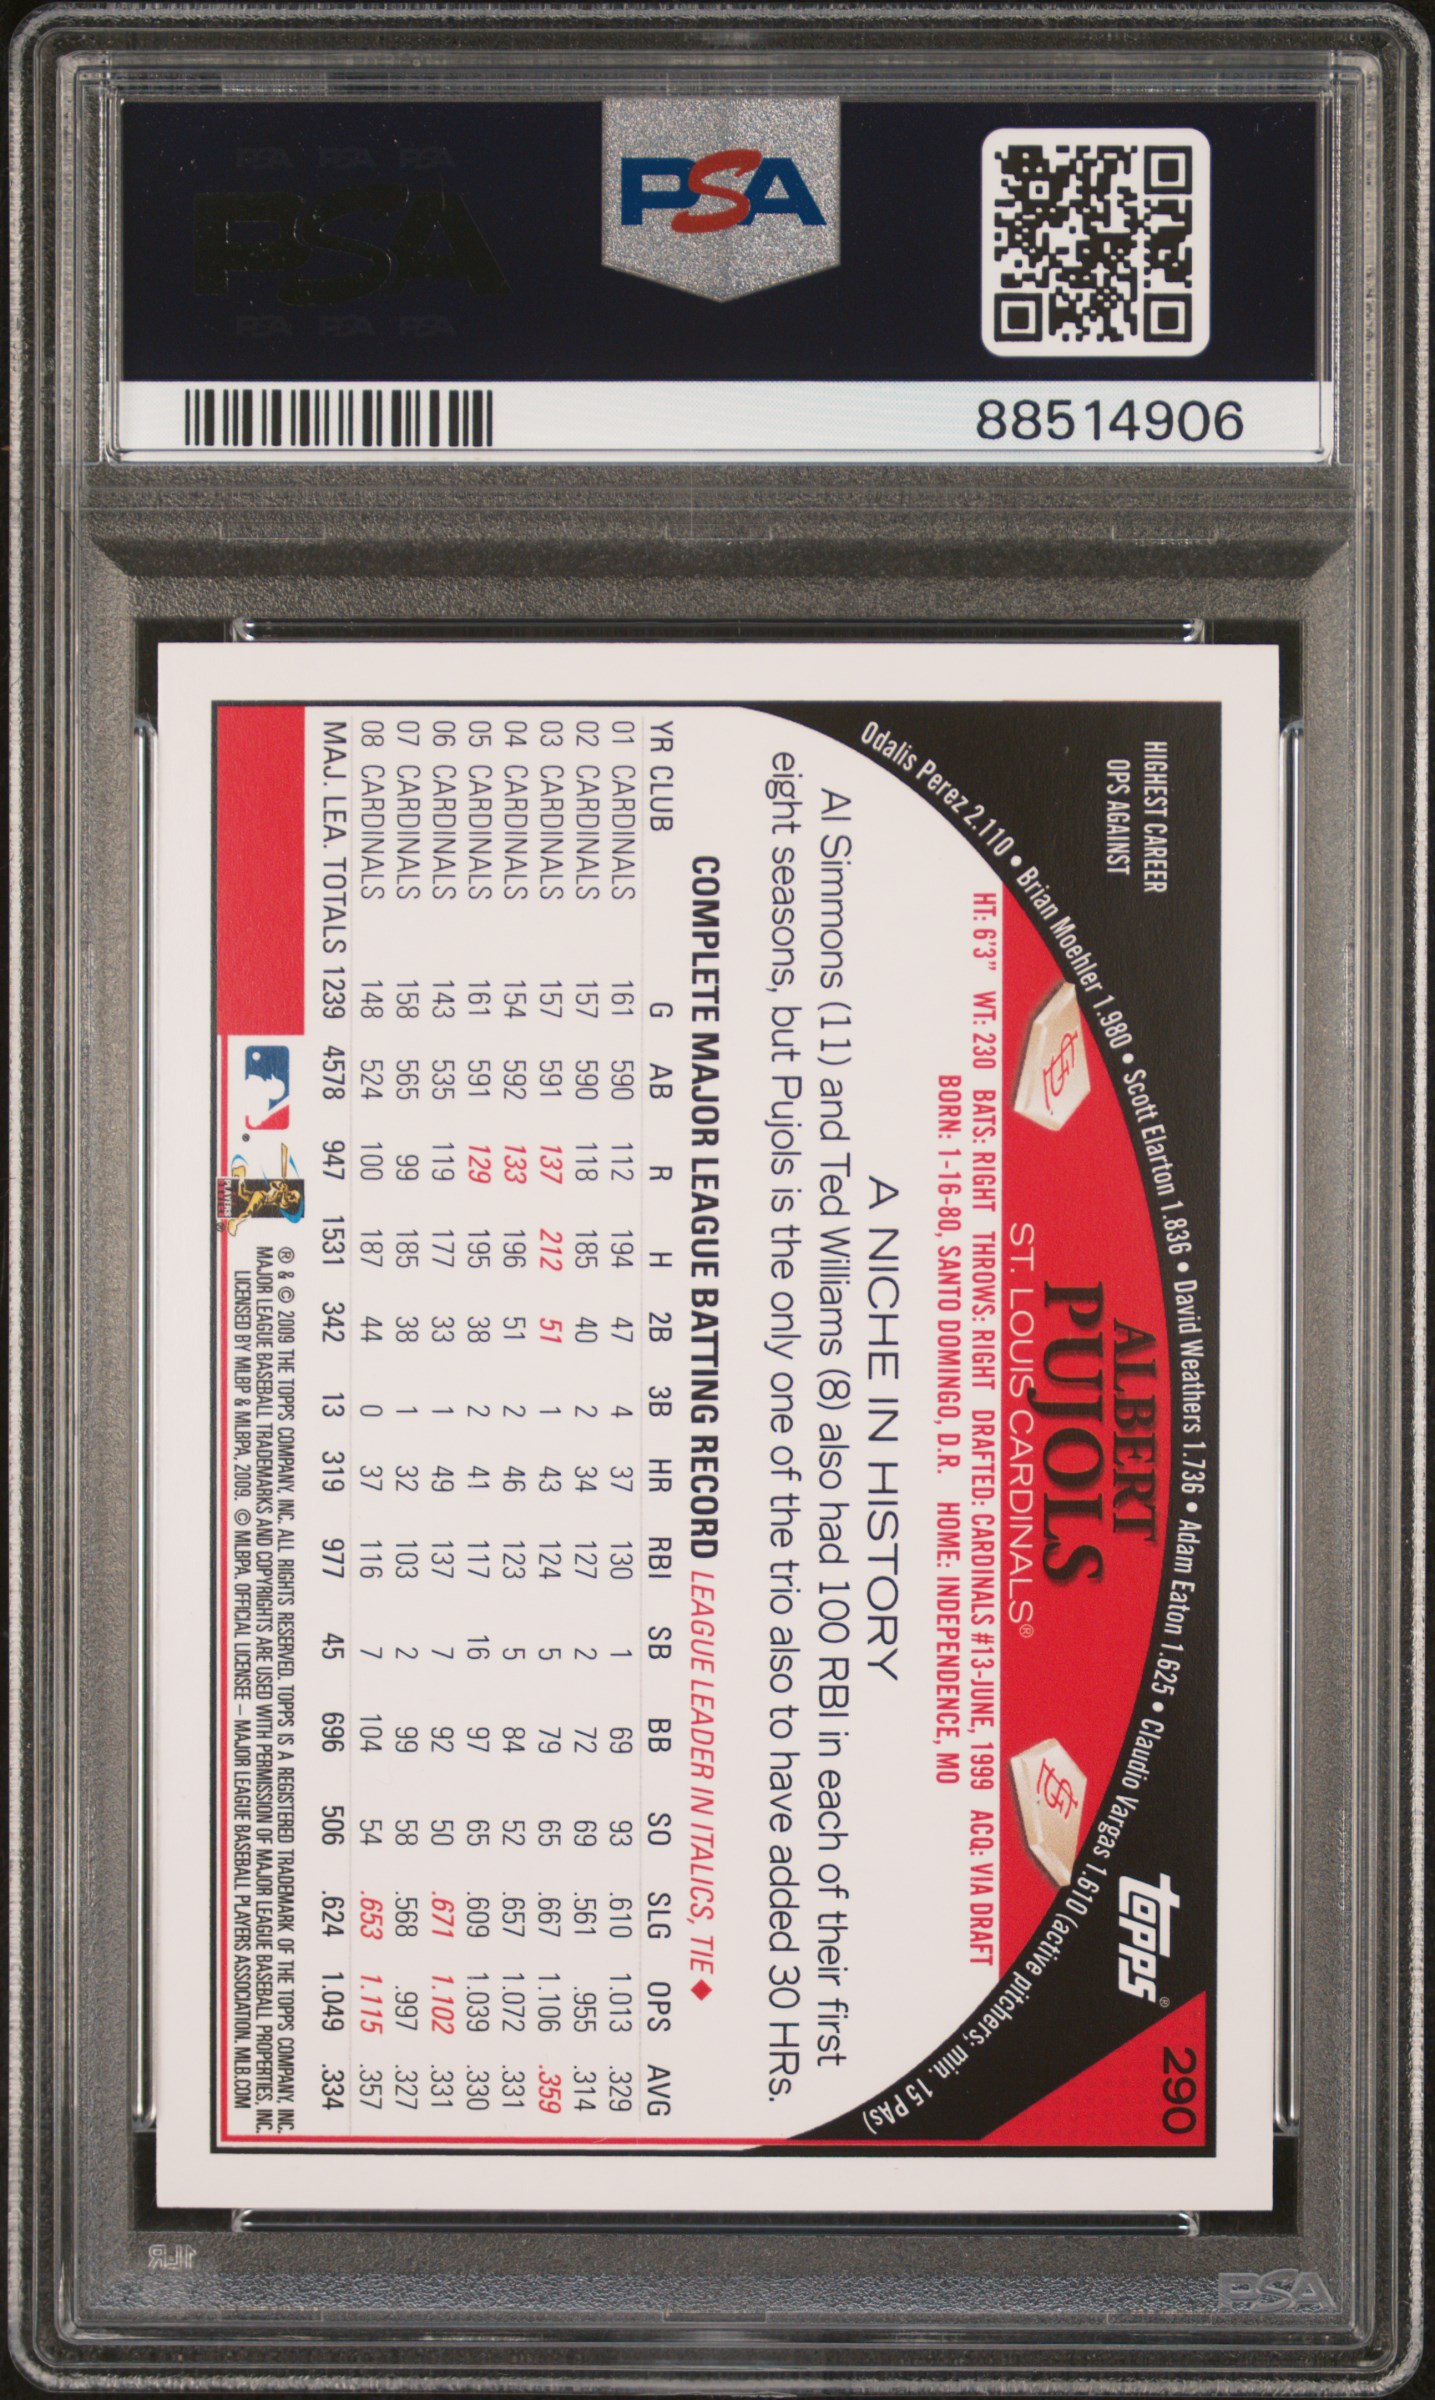 PSA PSA PSA
PSA
PSA PSA PSA
PSA
88514906
HIGHEST CAREER
OPS AGAINST
Odalis Perez 2.110 • Brian Moehler 1.980 • Scott Elarton 1.836 • David Weathers 1.736 • Adam Eaton 1.625 • Claudio Vargas 1.610 (active pitchers; min. 15 PAs)
topps®
290
ALBERT
PUJOLS
ST. LOUIS CARDINALS®
HT: 6'3" WT: 230 BATS: RIGHT THROWS: RIGHT DRAFTED: CARDINALS #13-JUNE, 1999 ACQ: VIA DRAFT
BORN: 1-16-80, SANTO DOMINGO, D.R. HOME: INDEPENDENCE, MO
A NICHE IN HISTORY
Al Simmons (11) and Ted Williams (8) also had 100 RBI in each of their first
eight seasons, but Pujols is the only one of the trio also to have added 30 HRs.
COMPLETE MAJOR LEAGUE BATTING RECORD LEAGUE LEADER IN ITALICS, TIE ♦
YR CLUB G AB R H 2B 3B HR RBI SB BB SO SLG OPS AVG
01 CARDINALS 161 590 112 194 47 4 37 130 1 69 93 .610 1.013 .329
02 CARDINALS 157 590 118 185 40 2 34 127 2 72 69 .561 .955 .314
03 CARDINALS 157 591 137 212 51 1 43 124 5 79 65 .667 1.106 .359
04 CARDINALS 154 592 133 196 51 2 46 123 5 84 52 .657 1.072 .331
05 CARDINALS 161 591 129 195 38 2 41 117 16 97 65 .609 1.039 .330
06 CARDINALS 143 535 119 177 33 1 49 137 7 92 50 .671 1.102 .331
07 CARDINALS 158 565 99 185 38 1 32 103 2 99 58 .568 .997 .327
08 CARDINALS 148 524 100 187 44 0 37 116 7 104 54 .653 1.115 .357
MAJ. LEA. TOTALS 1239 4578 947 1531 342 13 319 977 45 696 506 .624 1.049 .334
PLAYERS
® & © 2009 THE TOPPS COMPANY, INC. ALL RIGHTS RESERVED. TOPPS IS A REGISTERED TRADEMARK OF THE TOPPS COMPANY, INC.
MAJOR LEAGUE BASEBALL TRADEMARKS AND COPYRIGHTS ARE USED WITH PERMISSION OF MAJOR LEAGUE BASEBALL PROPERTIES, INC.
LICENSED BY MLBP & MLBPA, 2009. © MLBPA. OFFICIAL LICENSEE – MAJOR LEAGUE BASEBALL PLAYERS ASSOCIATION. MLB.COM
PSA